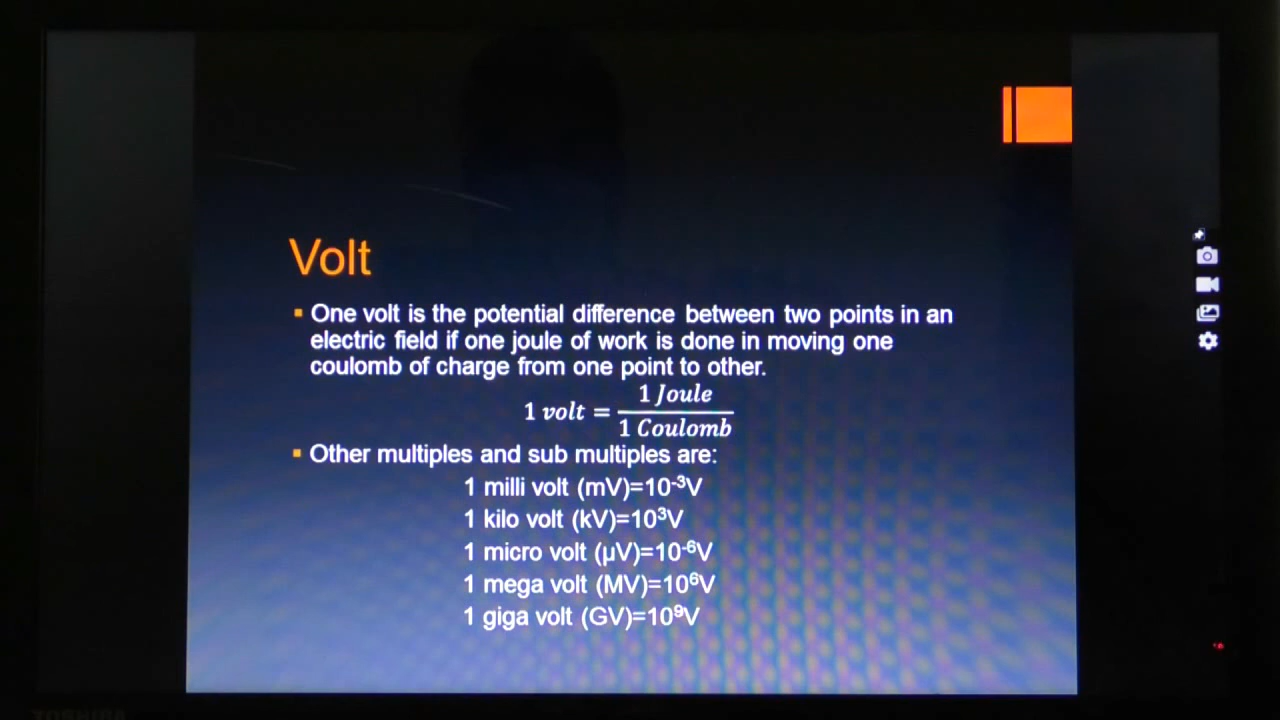 Volt
▪ One volt is the potential difference between two points in an
electric field if one joule of work is done in moving one
coulomb of charge from one point to other.
1 volt = 1 Joule / 1 Coulomb
▪ Other multiples and sub multiples are:
1 milli volt (mV)=10⁻³V
1 kilo volt (kV)=10³V
1 micro volt (µV)=10⁻⁶V
1 mega volt (MV)=10⁶V
1 giga volt (GV)=10⁹V
TOSHIBA